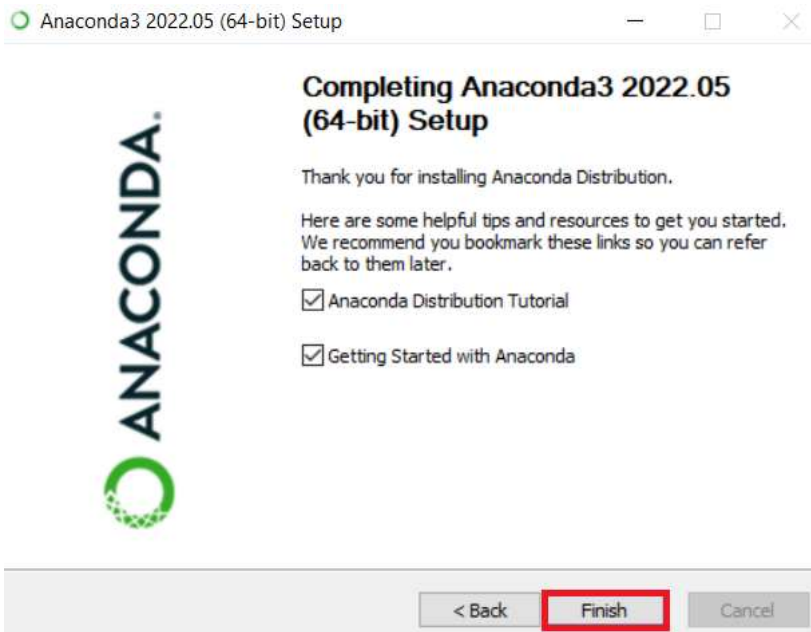 Anaconda3 2022.05 (64-bit) Setup
ANACONDA.
Completing Anaconda3 2022.05
(64-bit) Setup
Thank you for installing Anaconda Distribution.
Here are some helpful tips and resources to get you started.
We recommend you bookmark these links so you can refer
back to them later.
Anaconda Distribution Tutorial
Getting Started with Anaconda
< Back
Finish
Cancel